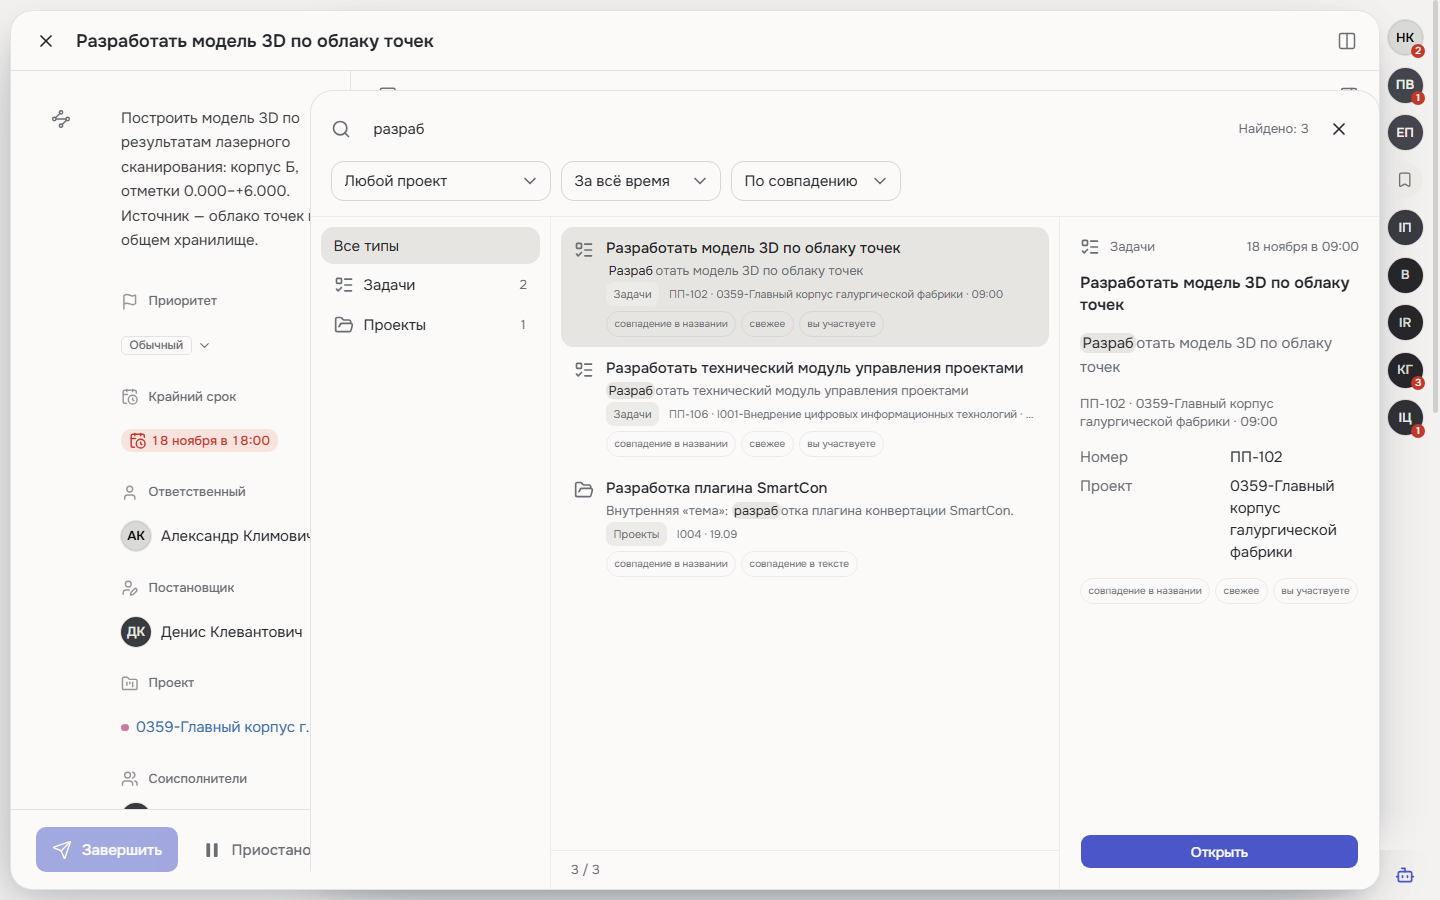 Разработать модель 3D по облаку точек
Построить модель 3D по
результатам лазерного
сканирования: корпус Б,
отметки 0.000–+6.000.
Источник — облако точек
общем хранилище.
Приоритет
Обычный
Крайний срок
18 ноября в 18:00
Ответственный
АК Александр Климович
Постановщик
ДК Денис Клевантович
Проект
0359-Главный корпус г.
Соисполнители
Завершить
Приостано
разраб
Найдено: 3
Любой проект
За всё время
По совпадению
Все типы
Задачи 2
Проекты 1
Разработать модель 3D по облаку точек
Разработать модель 3D по облаку точек
Задачи ПП-102 · 0359-Главный корпус галургической фабрики · 09:00
совпадение в названии свежее вы участвуете
Разработать технический модуль управления проектами
Разработать технический модуль управления проектами
Задачи ПП-106 · I001-Внедрение цифровых информационных технологий · ...
совпадение в названии свежее вы участвуете
Разработка плагина SmartCon
Внутренняя «тема»: разработка плагина конвертации SmartCon.
Проекты I004 · 19.09
совпадение в названии совпадение в тексте
3 / 3
Задачи 18 ноября в 09:00
Разработать модель 3D по облаку
точек
Разработать модель 3D по облаку
точек
ПП-102 · 0359-Главный корпус
галургической фабрики · 09:00
Номер ПП-102
Проект 0359-Главный
корпус
галургической
фабрики
совпадение в названии свежее вы участвуете
Открыть
НК 2
ПВ 1
ЕП
ІП
В
IR
КГ 3
ІЦ 1